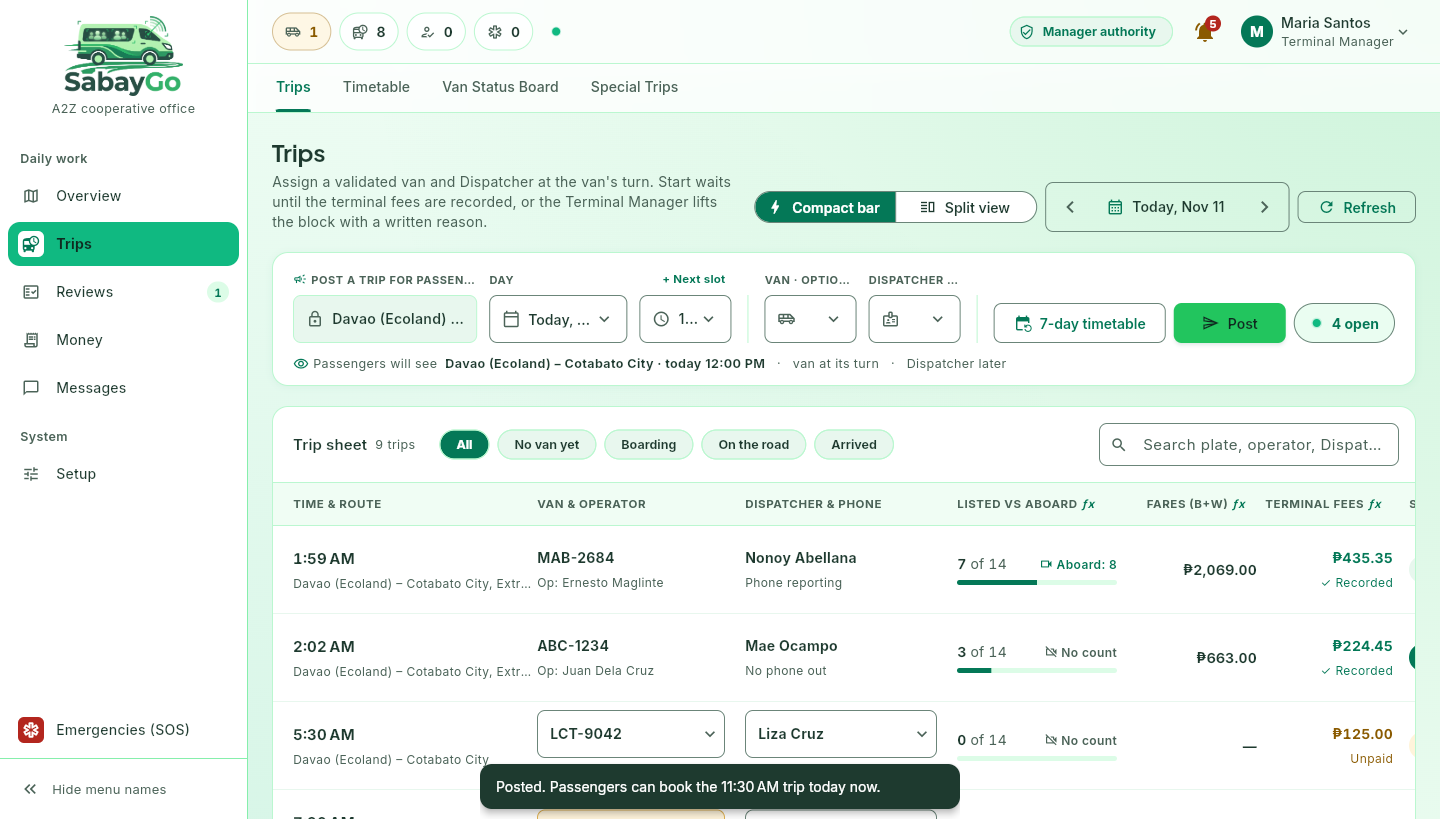 SabayGo
A2Z cooperative office
Daily work
Overview
Trips
Reviews 1
Money
Messages
System
Setup
Emergencies (SOS)
Hide menu names
1 8 0 0
Manager authority
5
M
Maria Santos
Terminal Manager
Trips Timetable Van Status Board Special Trips
Trips
Assign a validated van and Dispatcher at the van's turn. Start waits
until the terminal fees are recorded, or the Terminal Manager lifts
the block with a written reason.
Compact bar Split view Today, Nov 11 Refresh
POST A TRIP FOR PASSEN... DAY + Next slot VAN · OPTIO... DISPATCHER ...
Davao (Ecoland) ... Today, ... 1... 7-day timetable Post 4 open
Passengers will see Davao (Ecoland) – Cotabato City · today 12:00 PM · van at its turn · Dispatcher later
Trip sheet 9 trips All No van yet Boarding On the road Arrived Search plate, operator, Dispat...
TIME & ROUTE VAN & OPERATOR DISPATCHER & PHONE LISTED VS ABOARD ƒx FARES (B+W) ƒx TERMINAL FEES ƒx
1:59 AM MAB-2684 Nonoy Abellana 7 of 14 Aboard: 8 ₱2,069.00 ₱435.35
Davao (Ecoland) – Cotabato City, Extr... Op: Ernesto Maglinte Phone reporting ✓ Recorded
2:02 AM ABC-1234 Mae Ocampo 3 of 14 No count ₱663.00 ₱224.45
Davao (Ecoland) – Cotabato City, Extr... Op: Juan Dela Cruz No phone out ✓ Recorded
5:30 AM LCT-9042 Liza Cruz 0 of 14 No count — ₱125.00
Davao (Ecoland) – Cotabato City Unpaid
Posted. Passengers can book the 11:30 AM trip today now.